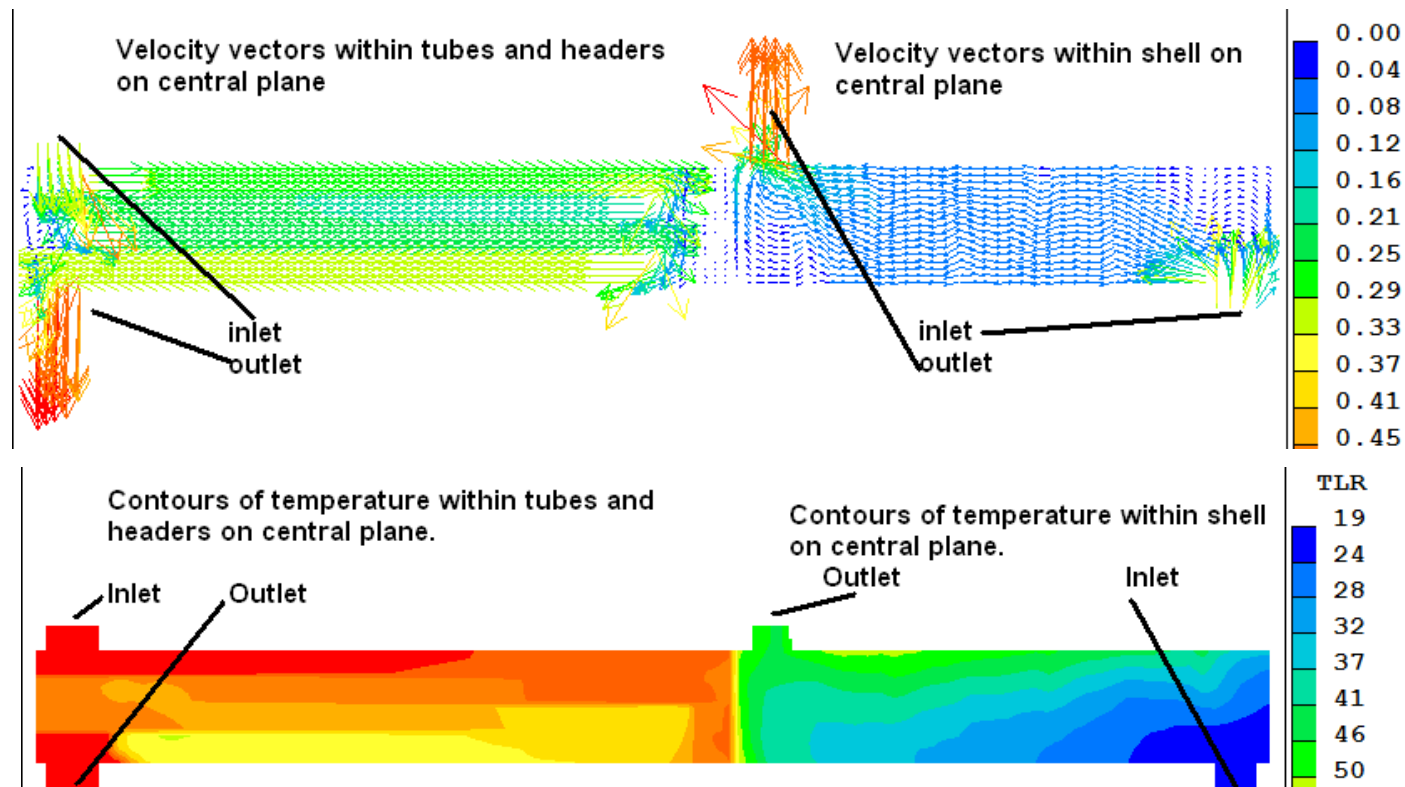 Velocity vectors within tubes and headers
on central plane
Velocity vectors within shell on
central plane
inlet
outlet
inlet
outlet
0.00
0.04
0.08
0.12
0.16
0.21
0.25
0.29
0.33
0.37
0.41
0.45
Contours of temperature within tubes and
headers on central plane.
Contours of temperature within shell
on central plane.
Inlet
Outlet
Outlet
Inlet
TLR
19
24
28
32
37
41
46
50